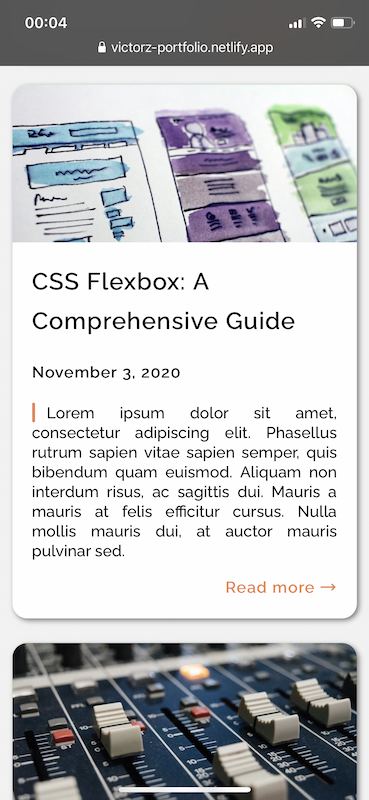 00:04
victorz-portfolio.netlify.app
CSS Flexbox: A
Comprehensive Guide
November 3, 2020
Lorem ipsum dolor sit amet,
consectetur adipiscing elit. Phasellus
rutrum sapien vitae sapien semper, quis
bibendum quam euismod. Aliquam non
interdum risus, ac sagittis dui. Mauris a
mauris at felis efficitur cursus. Nulla
mollis mauris dui, at auctor mauris
pulvinar sed.
Read more →